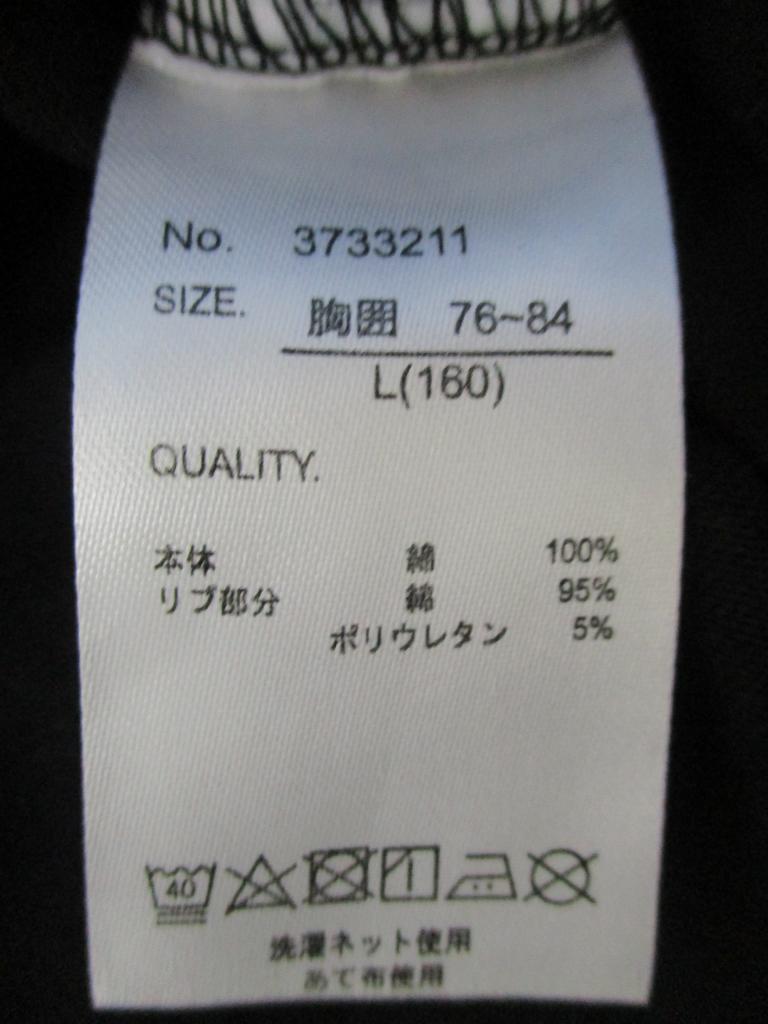 No. 3733211
SIZE. 胸囲 76~84
L(160)
QUALITY.
本体 綿 100%
リブ部分 綿 95%
ポリウレタン 5%
40
洗濯ネット使用
あて布使用